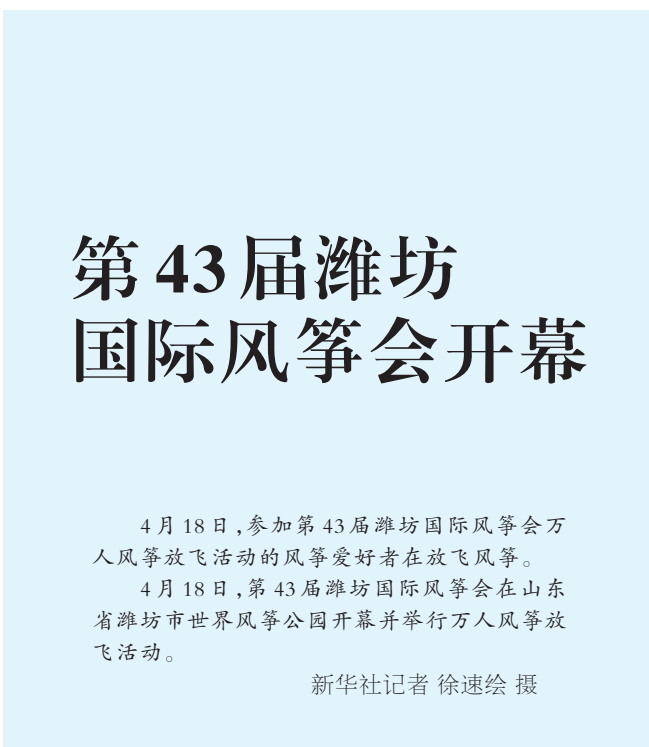 第43届潍坊
国际风筝会开幕
4月18日,参加第43届潍坊国际风筝会万
人风筝放飞活动的风筝爱好者在放飞风筝。
4月18日,第43届潍坊国际风筝会在山东
省潍坊市世界风筝公园开幕并举行万人风筝放
飞活动。
新华社记者 徐速绘 摄